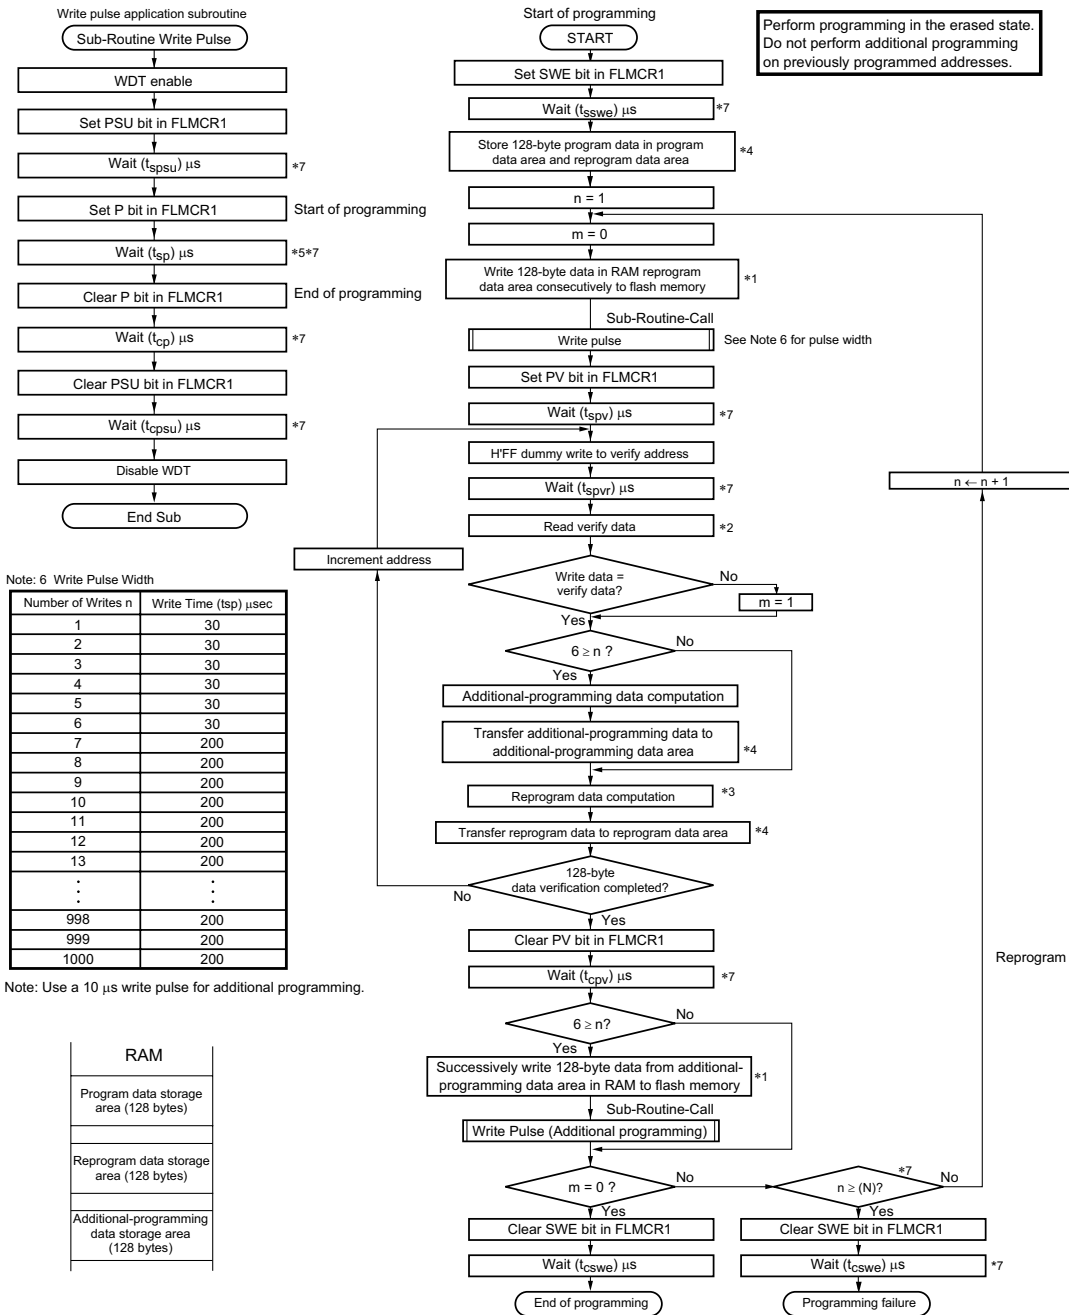 Write pulse application subroutine
Sub-Routine Write Pulse
WDT enable
Set PSU bit in FLMCR1
Wait (tspsu) μs
*7
Set P bit in FLMCR1
Start of programming
Wait (tsp) μs
*5*7
Clear P bit in FLMCR1
End of programming
Wait (tcp) μs
*7
Clear PSU bit in FLMCR1
Wait (tcpsu) μs
*7
Disable WDT
End Sub
Note: 6 Write Pulse Width
Number of Writes n Write Time (tsp) μsec
1 30
2 30
3 30
4 30
5 30
6 30
7 200
8 200
9 200
10 200
11 200
12 200
13 200
⋮ ⋮
998 200
999 200
1000 200
Note: Use a 10 μs write pulse for additional programming.
RAM
Program data storage
area (128 bytes)
Reprogram data storage
area (128 bytes)
Additional-programming
data storage area
(128 bytes)
Start of programming
START
Perform programming in the erased state.
Do not perform additional programming
on previously programmed addresses.
Set SWE bit in FLMCR1
Wait (tsswe) μs
*7
Store 128-byte program data in program
data area and reprogram data area
*4
n = 1
m = 0
Write 128-byte data in RAM reprogram
data area consecutively to flash memory
*1
Sub-Routine-Call
Write pulse
See Note 6 for pulse width
Set PV bit in FLMCR1
Wait (tspv) μs
*7
H'FF dummy write to verify address
Wait (tspvr) μs
*7
n ← n + 1
Read verify data
*2
Increment address
Write data =
verify data?
No
m = 1
Yes
6 ≥ n ?
No
Yes
Additional-programming data computation
Transfer additional-programming data to
additional-programming data area
*4
Reprogram data computation
*3
Transfer reprogram data to reprogram data area
*4
128-byte
data verification completed?
No
Yes
Clear PV bit in FLMCR1
Reprogram
Wait (tcpv) μs
*7
6 ≥ n?
No
Yes
Successively write 128-byte data from additional-
programming data area in RAM to flash memory
*1
Sub-Routine-Call
Write Pulse (Additional programming)
m = 0 ?
No
*7
n ≥ (N)?
No
Yes
Yes
Clear SWE bit in FLMCR1
Clear SWE bit in FLMCR1
Wait (tcswe) μs
Wait (tcswe) μs
*7
End of programming
Programming failure